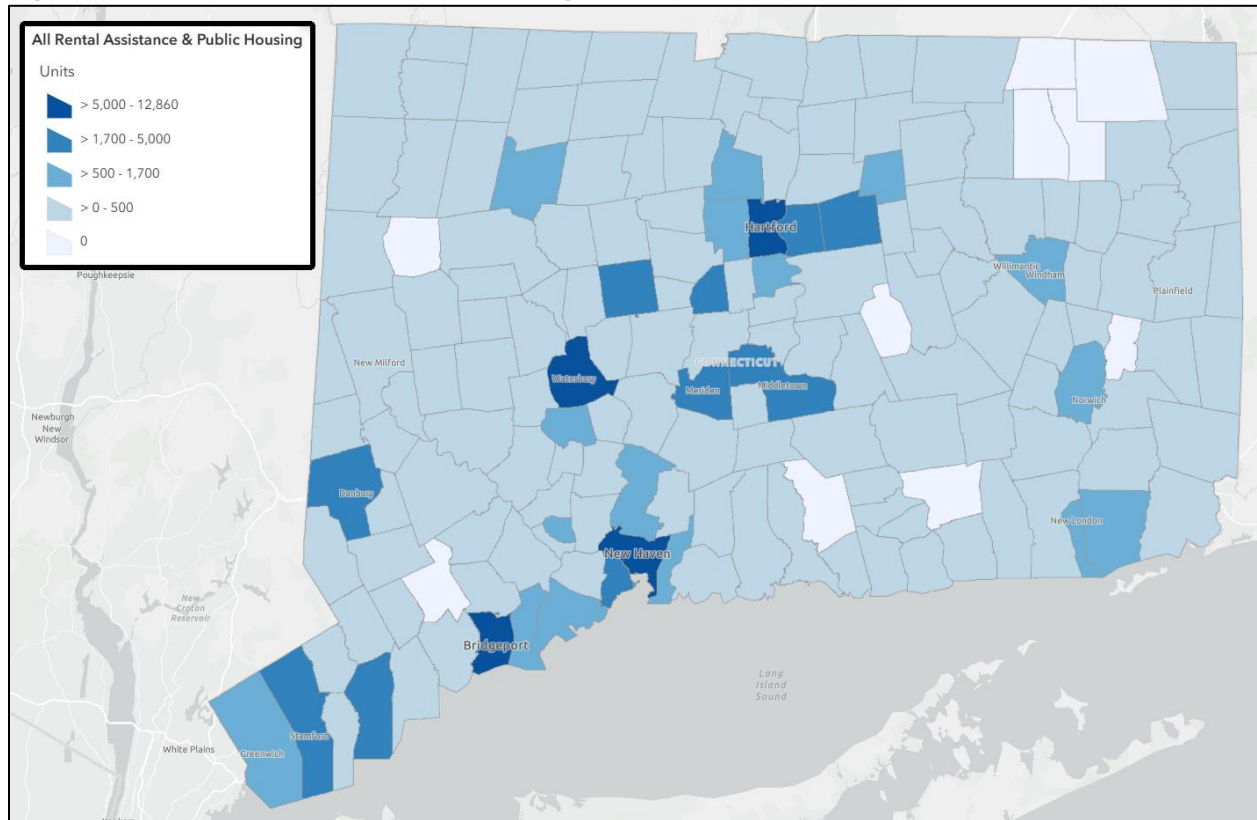 All Rental Assistance & Public Housing
Units
> 5,000 - 12,860
> 1,700 - 5,000
> 500 - 1,700
> 0 - 500
0
Poughkeepsie
Hartford
Willimantic
Windham
Plainfield
New Milford
Waterbury
CONNECTICUT
Meriden
Middletown
Norwich
Newburgh
New
Windsor
Danbury
New London
New Haven
New
Croton
Reservoir
Bridgeport
Long
Island
Sound
White Plains
Greenwich
Stamford